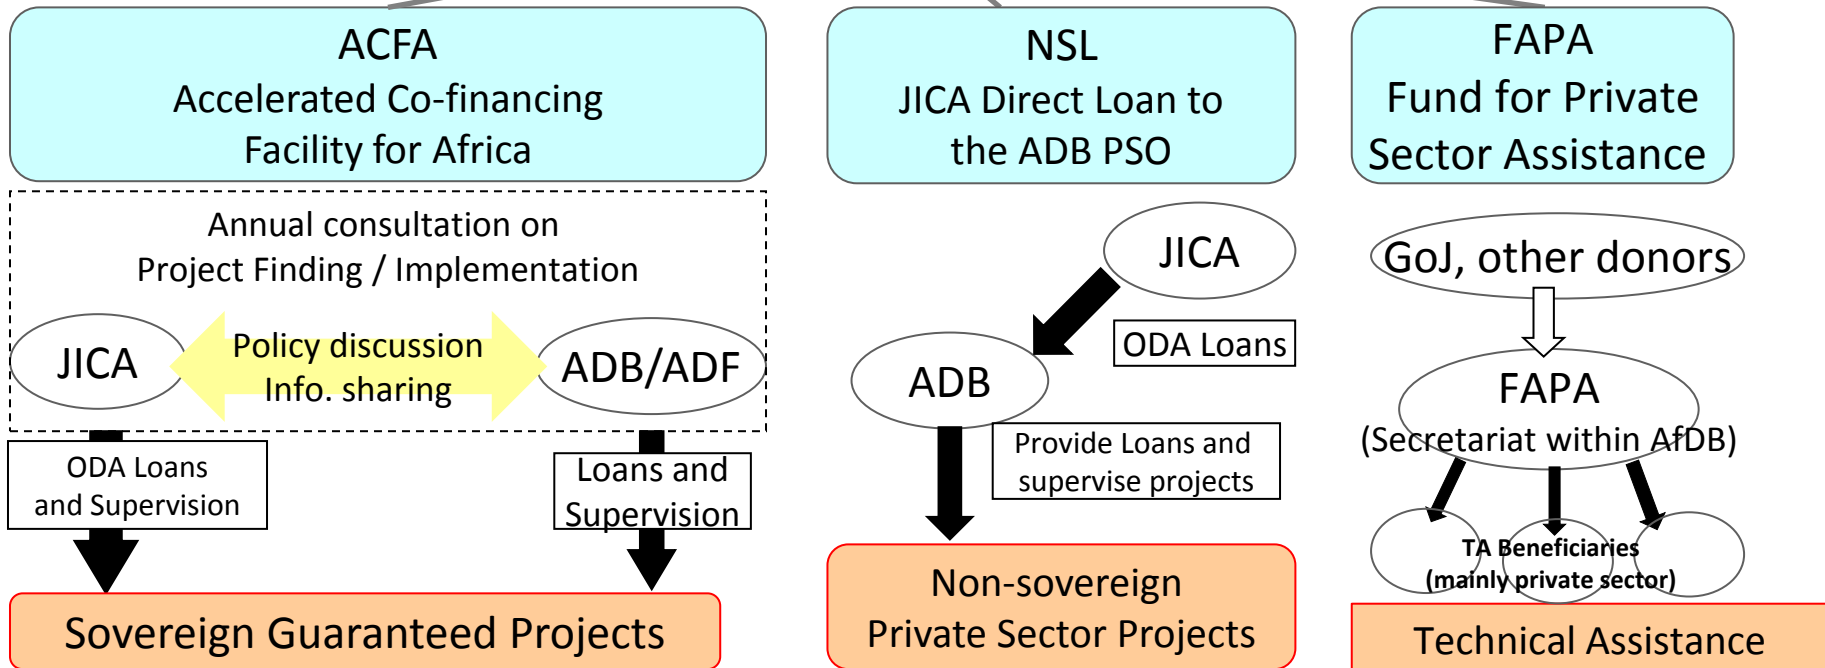 ACFA
Accelerated Co-financing
Facility for Africa
Annual consultation on
Project Finding / Implementation
JICA
Policy discussion
Info. sharing
ADB/ADF
ODA Loans
and Supervision
Loans and
Supervision
Sovereign Guaranteed Projects
NSL
JICA Direct Loan to
the ADB PSO
JICA
ODA Loans
ADB
Provide Loans and
supervise projects
Non-sovereign
Private Sector Projects
FAPA
Fund for Private
Sector Assistance
GoJ, other donors
FAPA
(Secretariat within AfDB)
TA Beneficiaries
(mainly private sector)
Technical Assistance